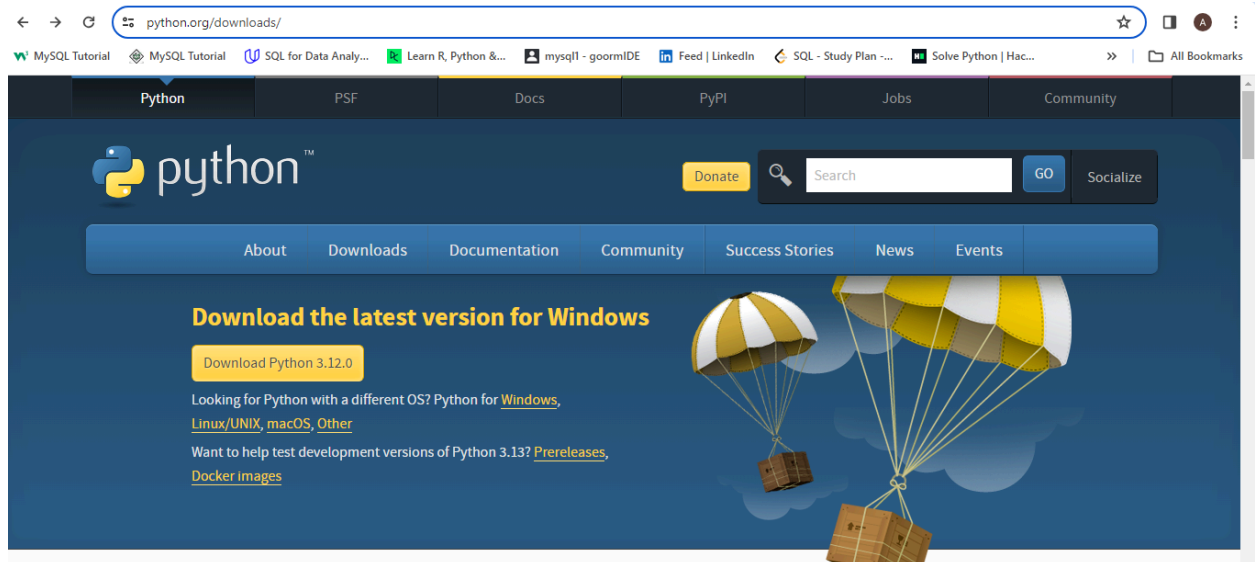 python.org/downloads/
A
MySQL Tutorial MySQL Tutorial SQL for Data Analy... Learn R, Python &... mysql1 - goormIDE Feed | LinkedIn SQL - Study Plan -... Solve Python | Hac... » All Bookmarks
Python PSF Docs PyPI Jobs Community
python™
Donate Search GO Socialize
About Downloads Documentation Community Success Stories News Events
Download the latest version for Windows
Download Python 3.12.0
Looking for Python with a different OS? Python for Windows,
Linux/UNIX, macOS, Other
Want to help test development versions of Python 3.13? Prereleases,
Docker images